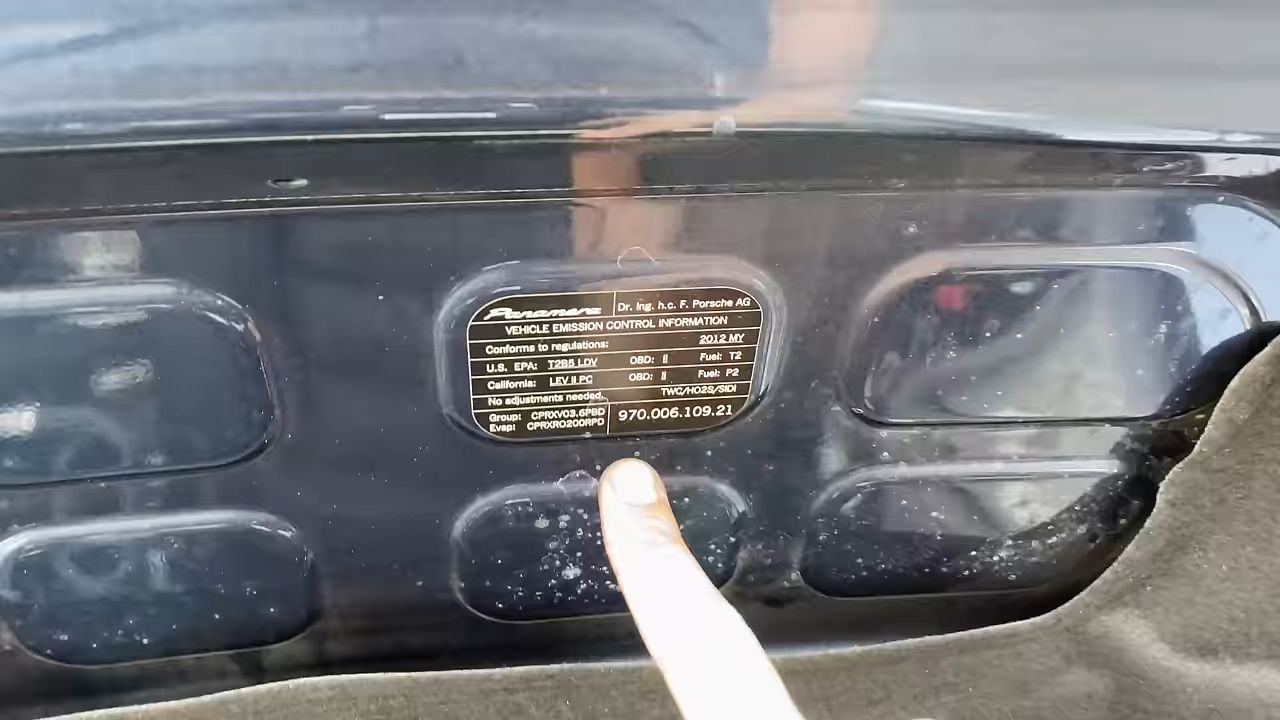 Panamera Dr. Ing. h.c. F. Porsche AG
VEHICLE EMISSION CONTROL INFORMATION
Conforms to regulations: 2012 MY
U.S. EPA: T2B5 LDV OBD: II Fuel: T2
California: LEV II PC OBD: II Fuel: P2
No adjustments needed. TWC/HO2S/SIDI
Group: CPRXV03.6PBD 970.006.109.21
Evap: CPRXR0200RPD